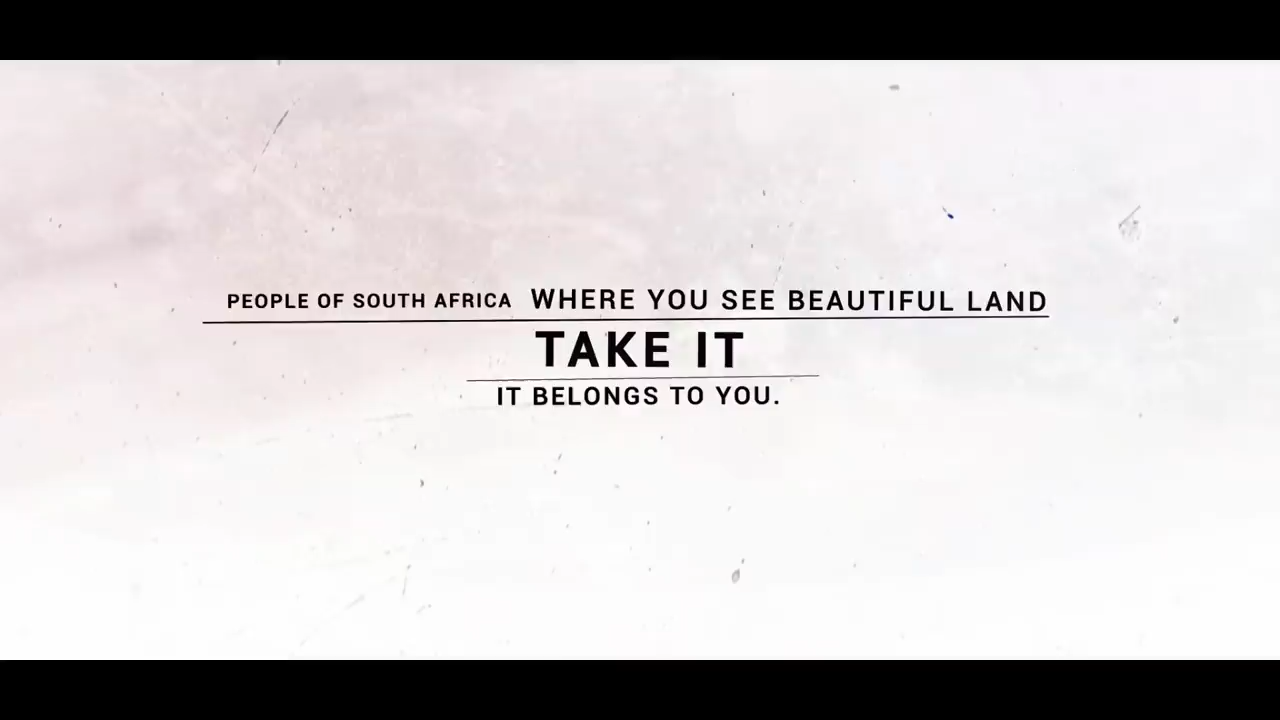 PEOPLE OF SOUTH AFRICA WHERE YOU SEE BEAUTIFUL LAND
TAKE IT
IT BELONGS TO YOU.